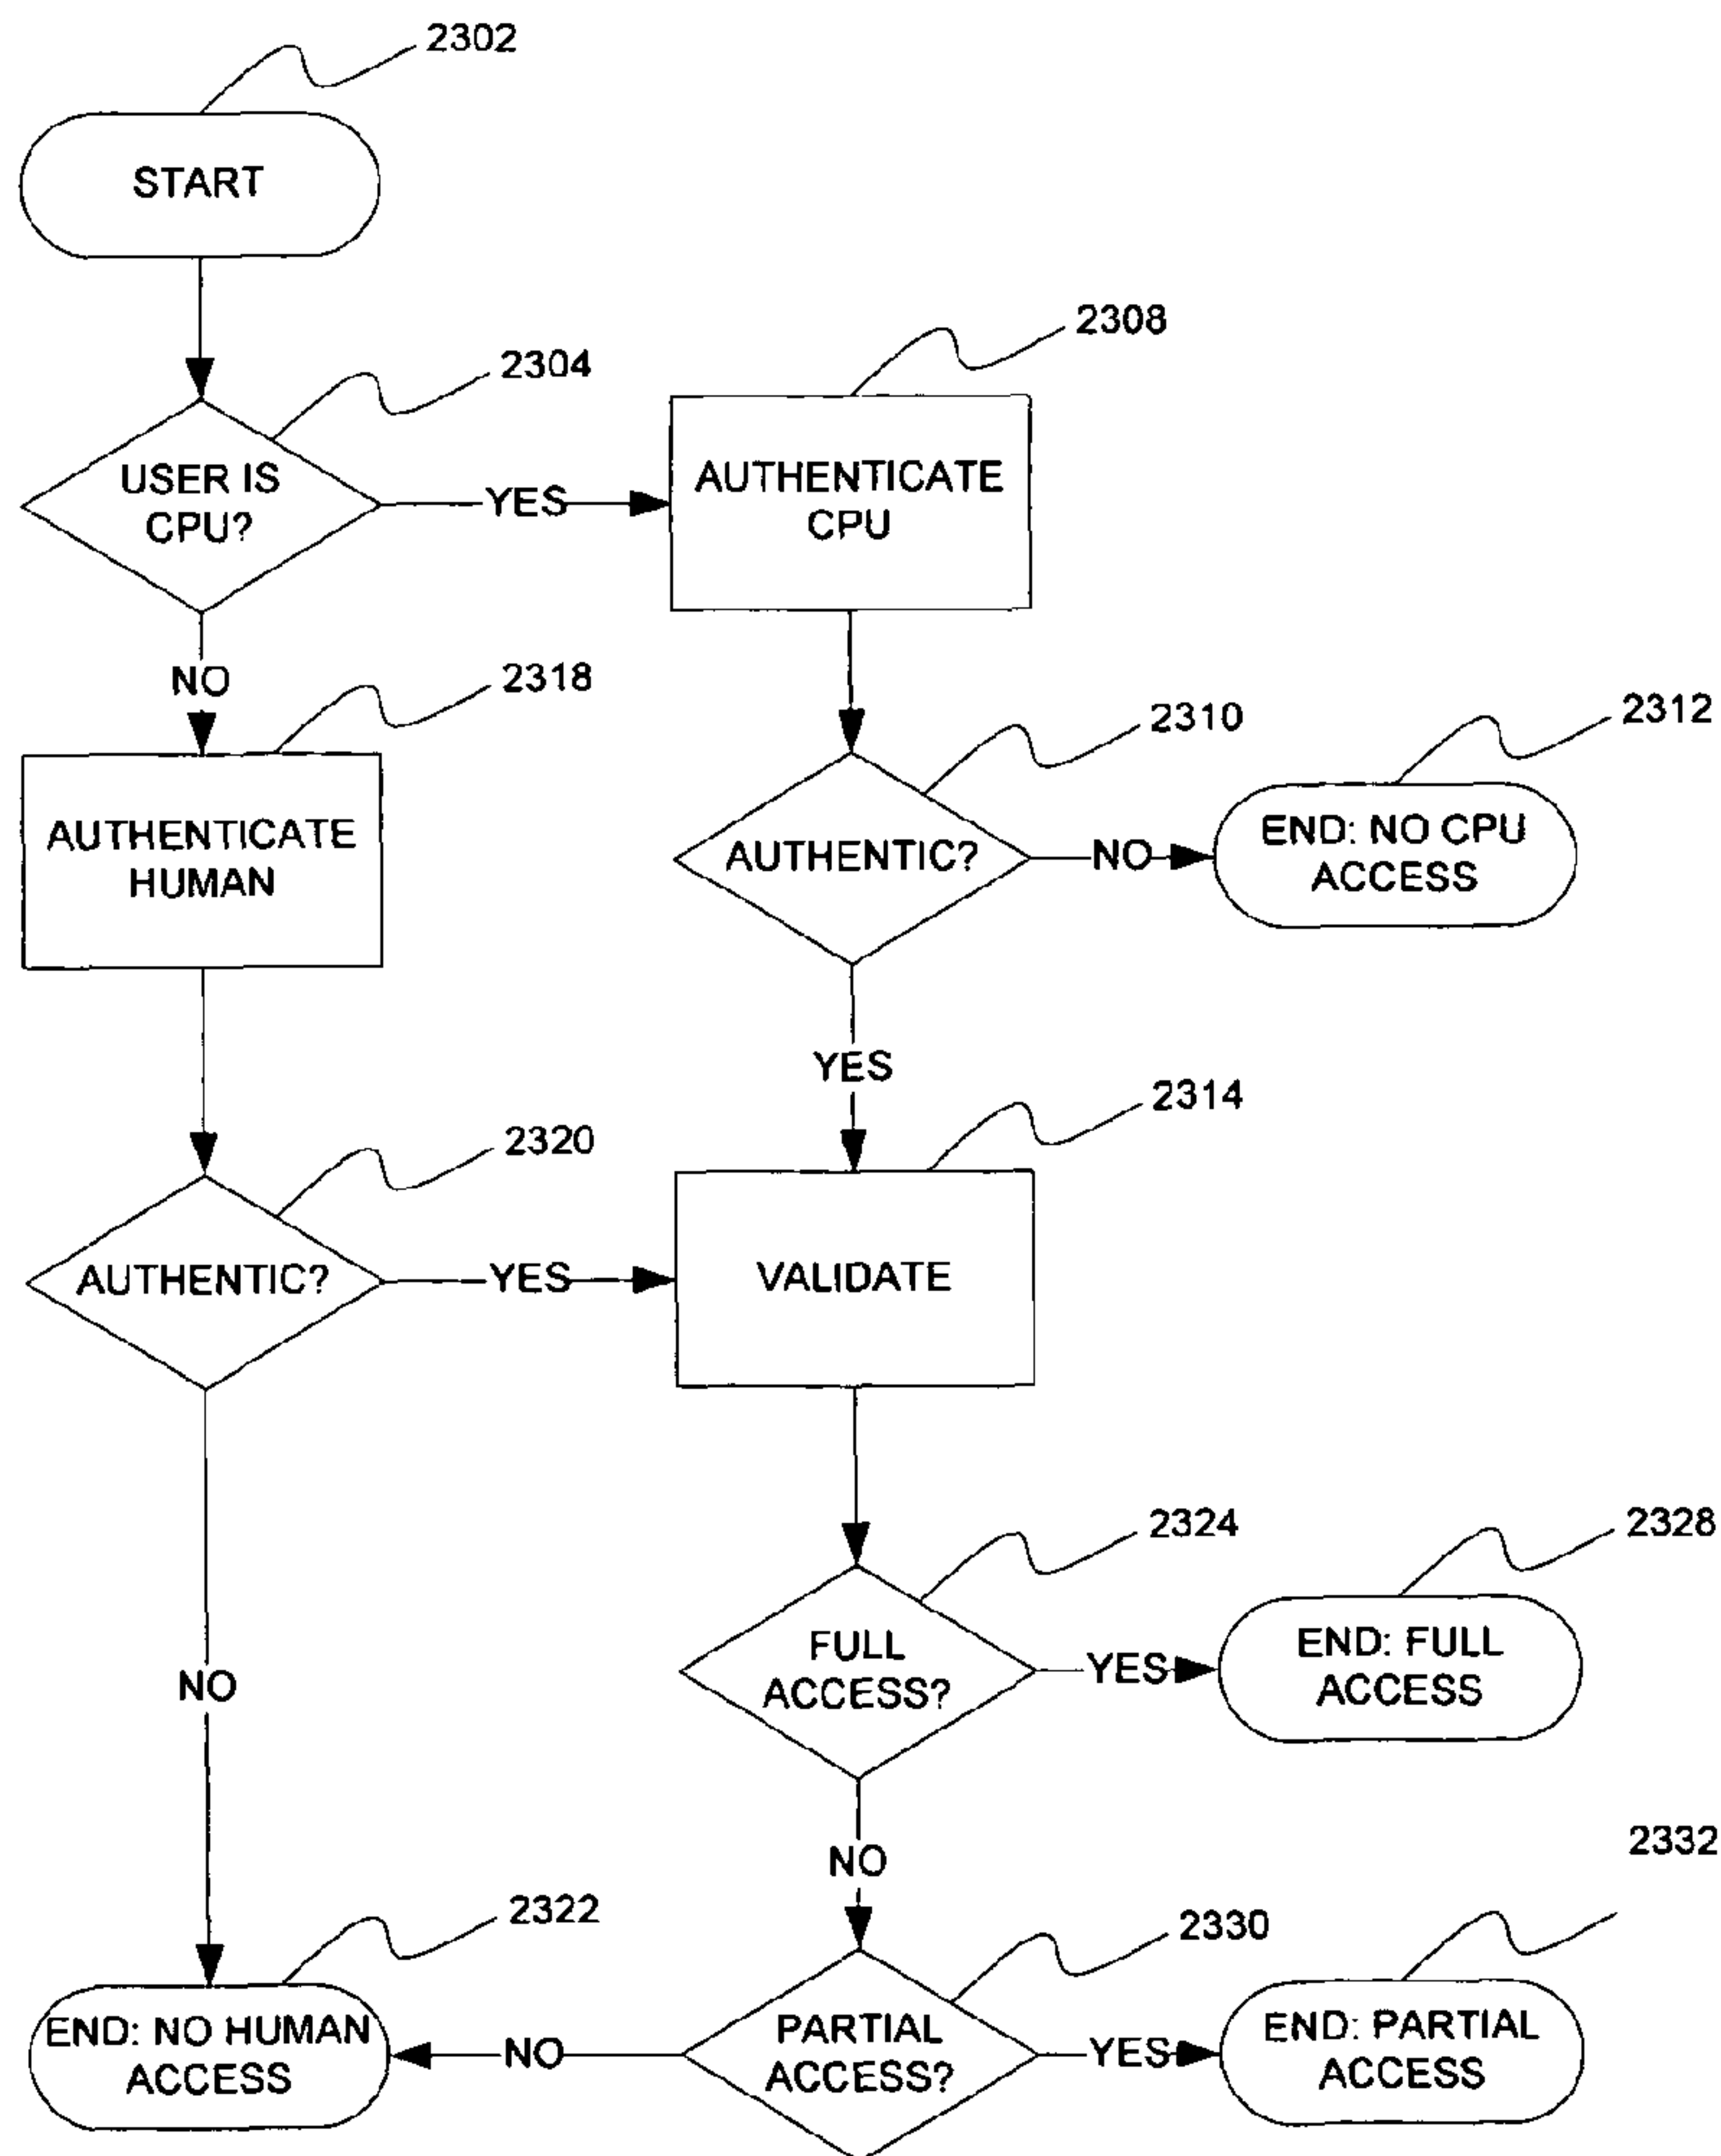 2302
START
2304
USER IS
CPU?
YES
2308
AUTHENTICATE
CPU
NO
2318
AUTHENTICATE
HUMAN
2310
AUTHENTIC?
NO
2312
END: NO CPU
ACCESS
YES
2320
AUTHENTIC?
YES
2314
VALIDATE
NO
2324
FULL
ACCESS?
YES
2328
END: FULL
ACCESS
NO
2322
END: NO HUMAN
ACCESS
NO
2330
PARTIAL
ACCESS?
YES
2332
END: PARTIAL
ACCESS